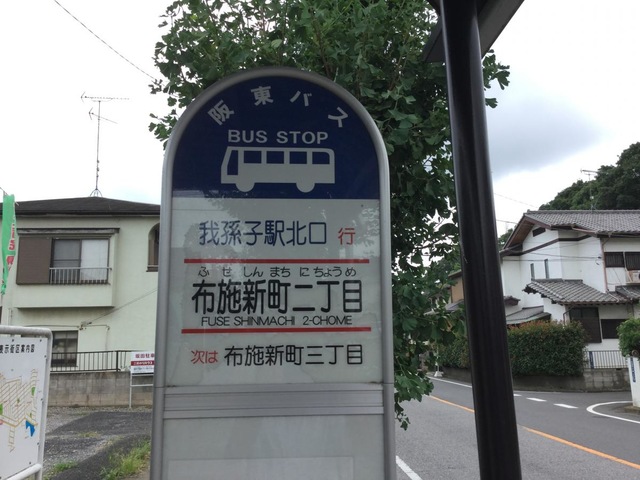 阪東バス
BUS STOP
我孫子駅北口 行
ふせしんまちにちょうめ
布施新町二丁目
FUSE SHINMACHI 2-CHOME
次は 布施新町三丁目